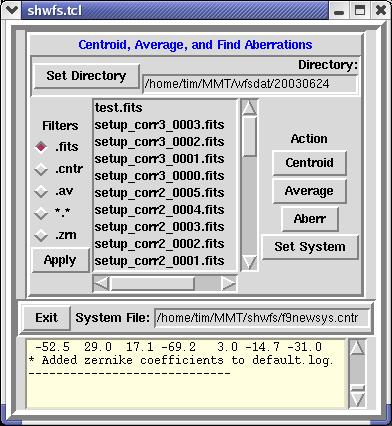 shwfs.tcl
Centroid, Average, and Find Aberrations
Directory:
Set Directory
/home/tim/MMT/wfsdat/20030624
Filters
.fits
.cntr
.av
*.*
.zrn
Apply
test.fits
setup_corr3_0003.fits
setup_corr3_0002.fits
setup_corr3_0001.fits
setup_corr3_0000.fits
setup_corr2_0005.fits
setup_corr2_0004.fits
setup_corr2_0003.fits
setup_corr2_0002.fits
setup_corr2_0001.fits
Action
Centroid
Average
Aberr
Set System
Exit
System File:
/home/tim/MMT/shwfs/f9newsys.cntr
-52.5 29.0 17.1 -69.2 3.0 -14.7 -31.0
* Added zernike coefficients to default.log.
------------------------------